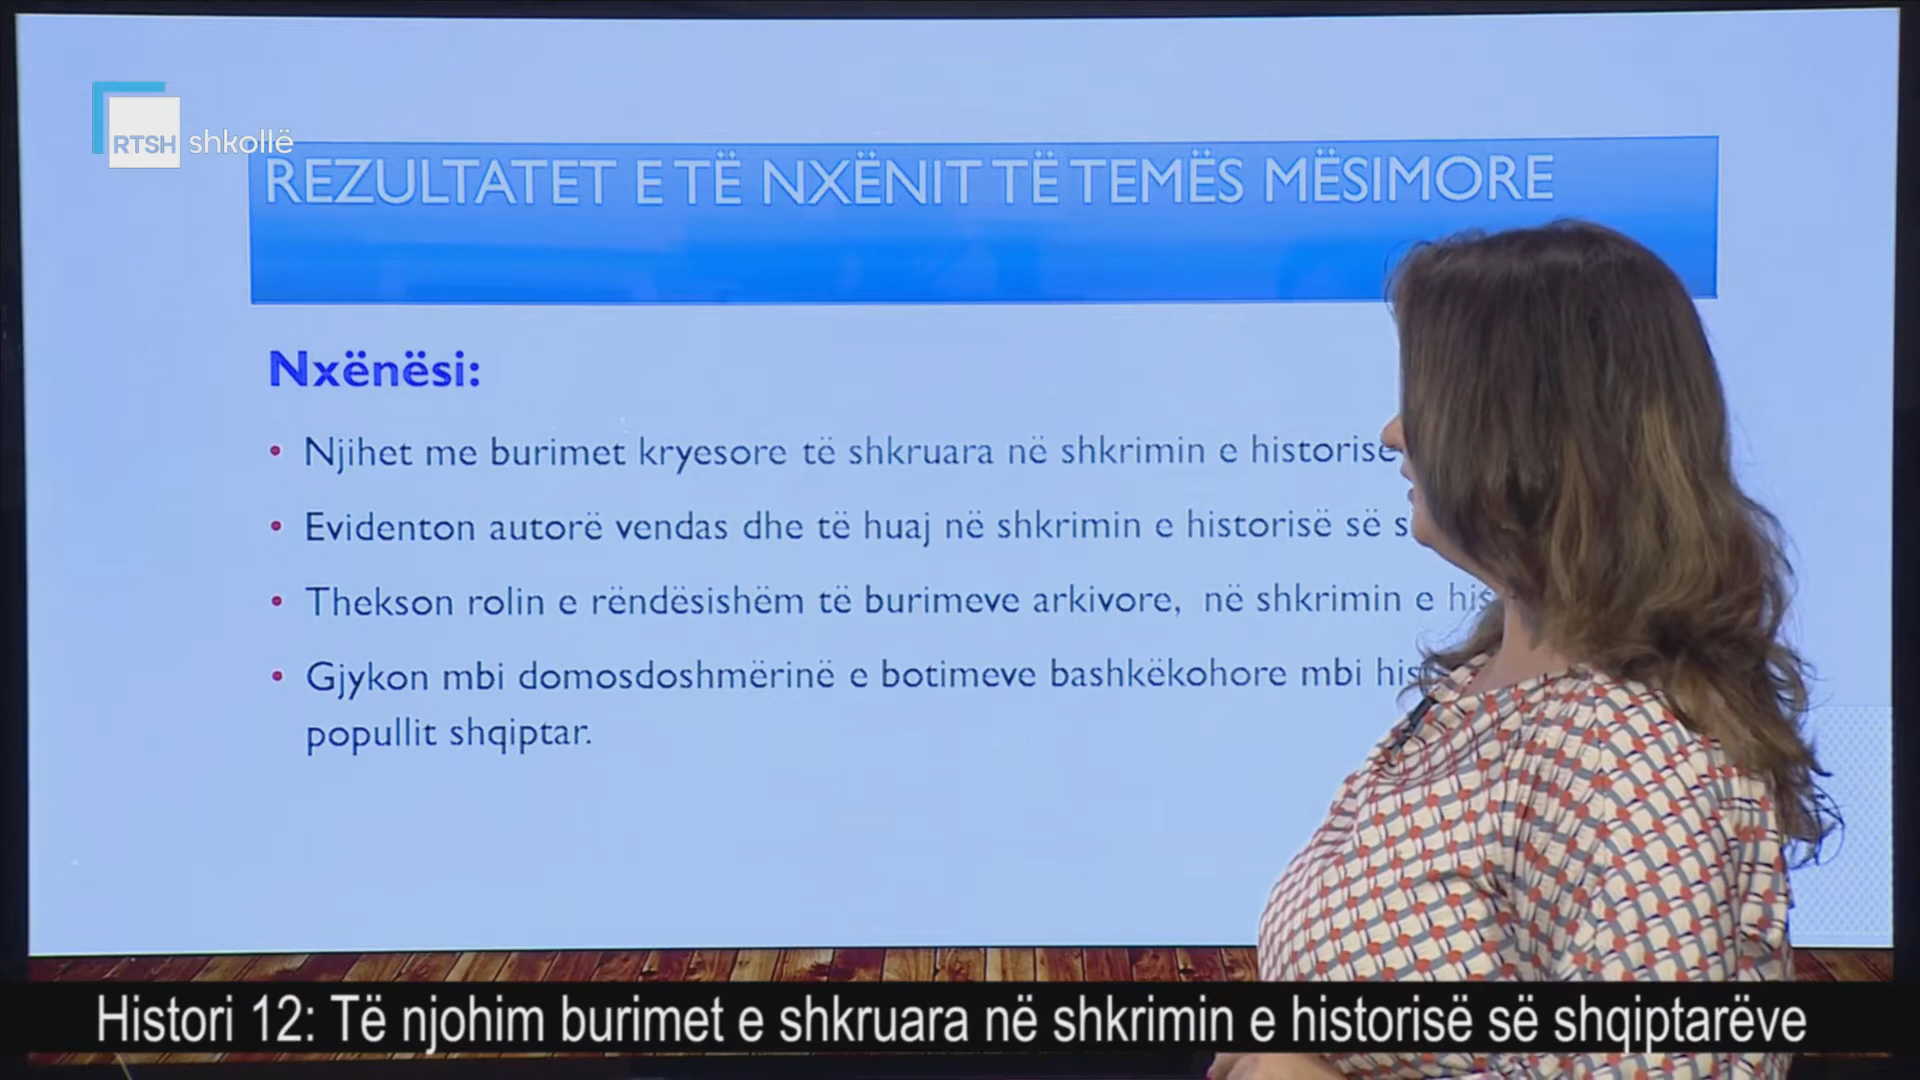 RTSH shkollë
REZULTATET E TË NXËNIT TË TEMËS MËSIMORE
Nxënësi:
• Njihet me burimet kryesore të shkruara në shkrimin e historisë
• Evidenton autorë vendas dhe të huaj në shkrimin e historisë së
• Thekson rolin e rëndësishëm të burimeve arkivore, në shkrimin e
• Gjykon mbi domosdoshmërinë e botimeve bashkëkohore mbi
popullit shqiptar.
Histori 12: Të njohim burimet e shkruara në shkrimin e historisë së shqiptarëve